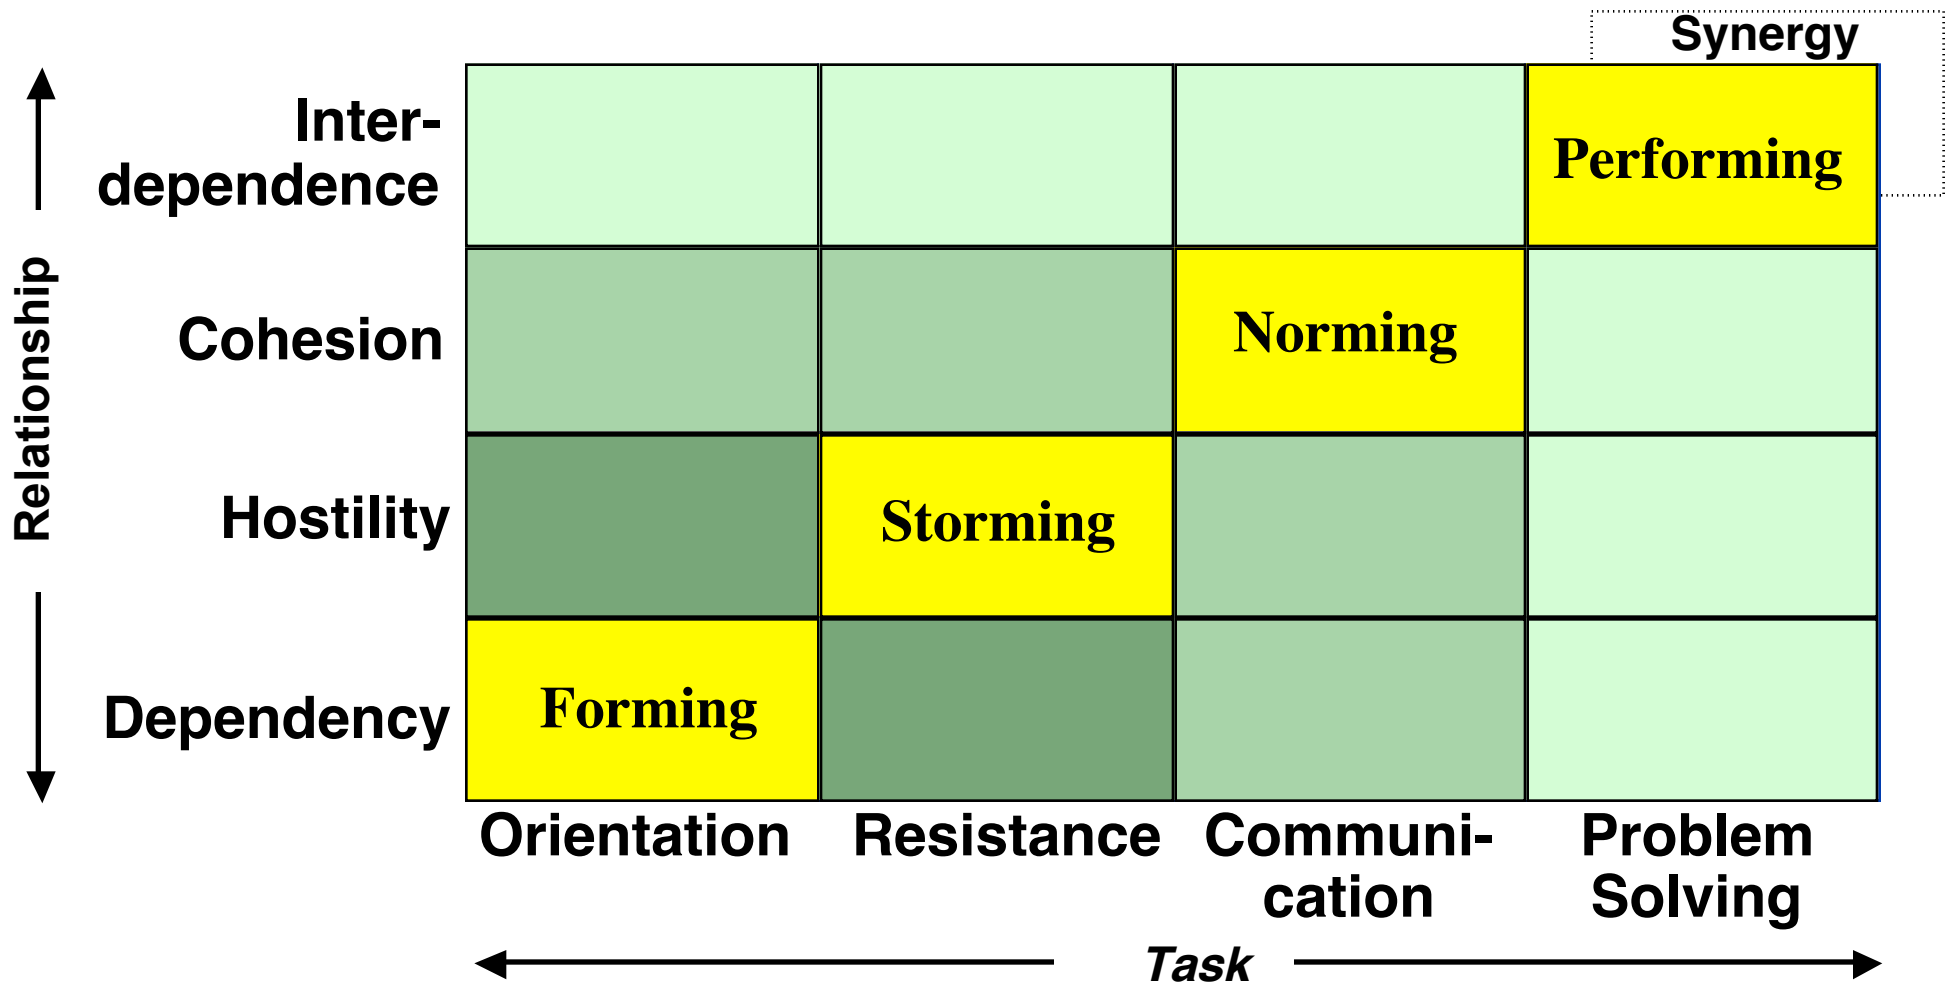 Synergy
Inter-
dependence
Performing
Relationship
Cohesion
Norming
Hostility
Storming
Dependency
Forming
Orientation
Resistance
Communi-
cation
Problem
Solving
Task